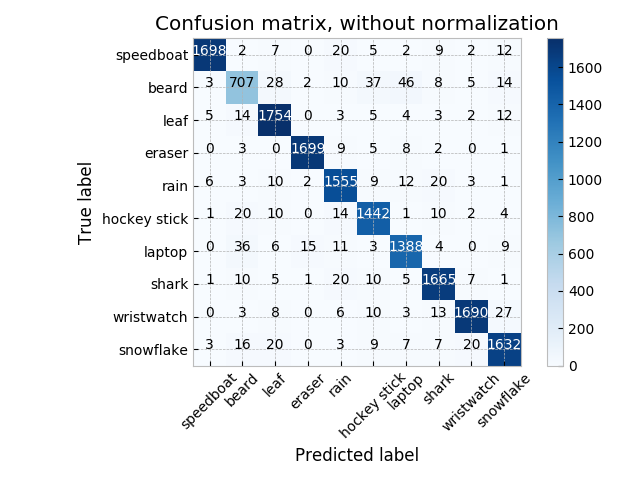 Confusion matrix, without normalization
speedboat 1698 2 7 0 20 5 2 9 2 12
beard 3 707 28 2 10 37 46 8 5 14
leaf 5 14 1754 0 3 5 4 3 2 12
eraser 0 3 0 1699 9 5 8 2 0 1
rain 6 3 10 2 1555 9 12 20 3 1
hockey stick 1 20 10 0 14 1442 1 10 2 4
laptop 0 36 6 15 11 3 1388 4 0 9
shark 1 10 5 1 20 10 5 1665 7 1
wristwatch 0 3 8 0 6 10 3 13 1690 27
snowflake 3 16 20 0 3 9 7 7 20 1632
True label
speedboat beard leaf eraser rain hockey stick laptop shark wristwatch snowflake
Predicted label
1600
1400
1200
1000
800
600
400
200
0